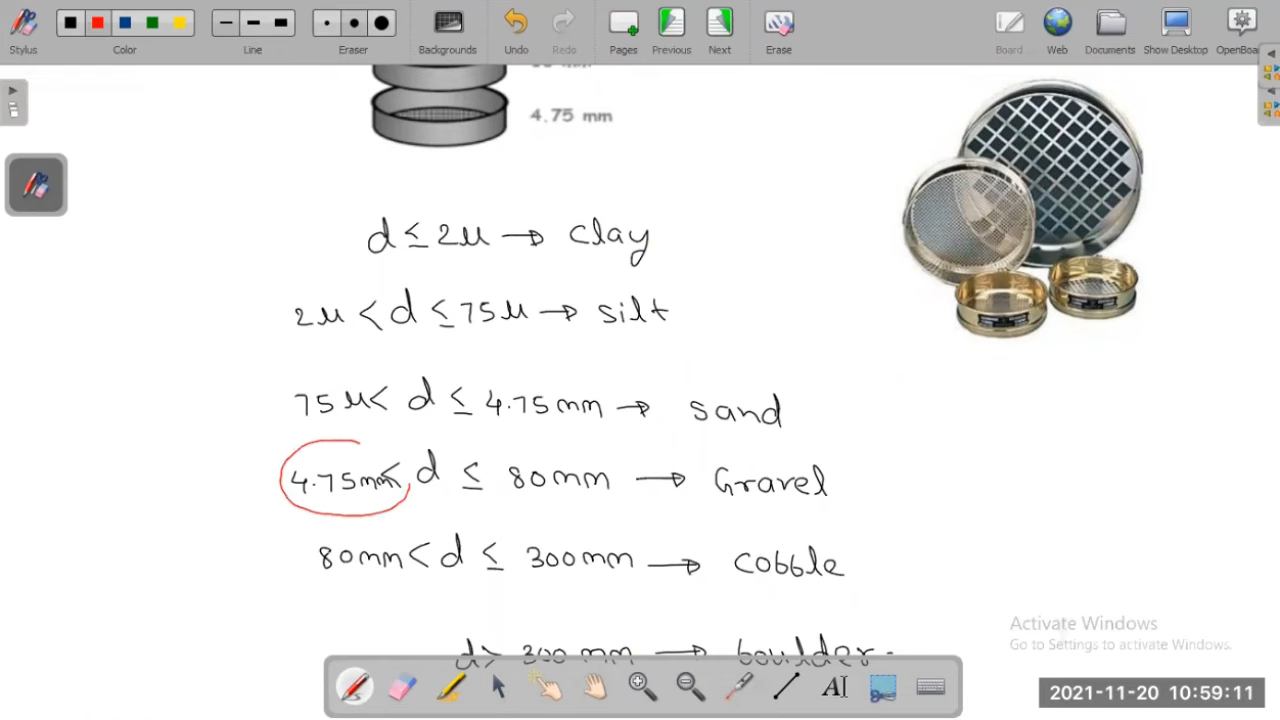 Stylus Color Line Eraser Backgrounds Undo Redo Pages Previous Next Erase Board Web Documents Show Desktop OpenBoa
4.75 mm
d ≤ 2μ → clay
2μ < d ≤ 75μ → silt
75μ < d ≤ 4.75mm → sand
4.75mm < d ≤ 80mm → Gravel
80mm < d ≤ 300mm → cobble
d > 300 mm → boulder.
Activate Windows
Go to Settings to activate Windows.
2021-11-20 10:59:11